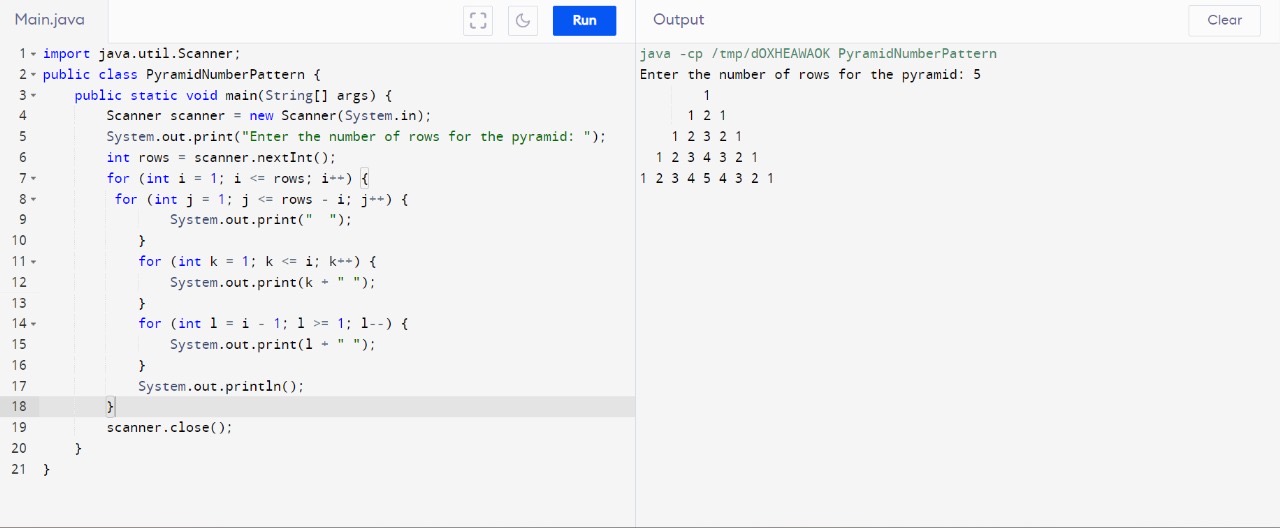 Main.java
Run
1 import java.util.Scanner;
2 public class PyramidNumberPattern {
3     public static void main(String[] args) {
4         Scanner scanner = new Scanner(System.in);
5         System.out.print("Enter the number of rows for the pyramid: ");
6         int rows = scanner.nextInt();
7         for (int i = 1; i <= rows; i++) {
8          for (int j = 1; j <= rows - i; j++) {
9                 System.out.print("  ");
10             }
11             for (int k = 1; k <= i; k++) {
12                 System.out.print(k + " ");
13             }
14             for (int l = i - 1; l >= 1; l--) {
15                 System.out.print(l + " ");
16             }
17             System.out.println();
18         }
19         scanner.close();
20     }
21 }
Output
Clear
java -cp /tmp/dOXHEAWAOK PyramidNumberPattern
Enter the number of rows for the pyramid: 5
        1
      1 2 1
    1 2 3 2 1
  1 2 3 4 3 2 1
1 2 3 4 5 4 3 2 1